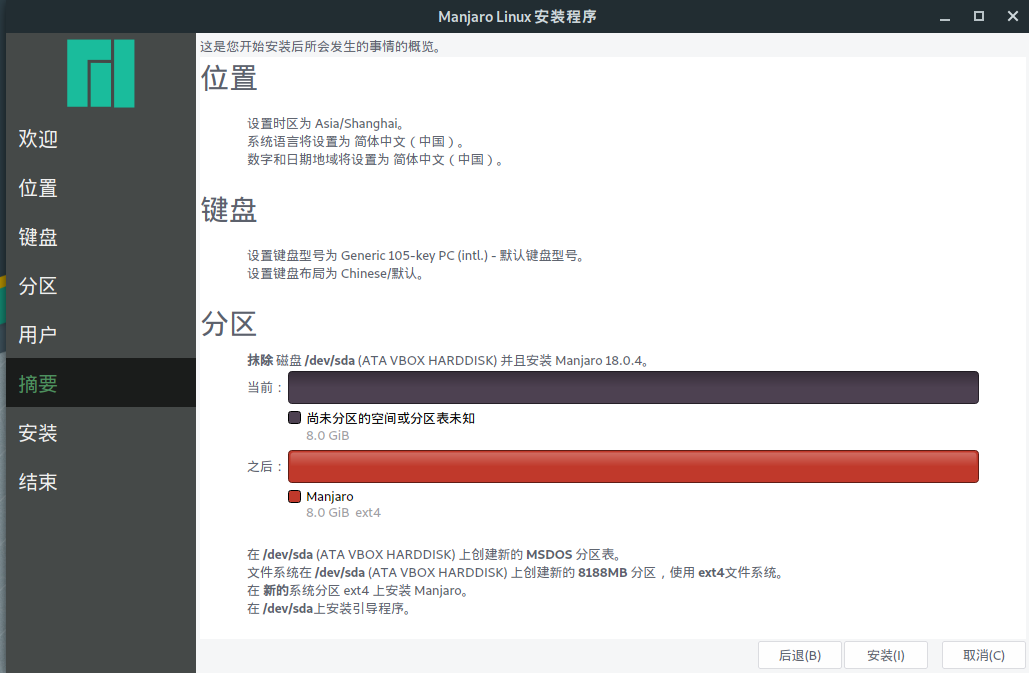 Manjaro Linux 安装程序
欢迎
位置
键盘
分区
用户
摘要
安装
结束
这是您开始安装后所会发生的事情的概览。
位置
设置时区为 Asia/Shanghai。
系统语言将设置为 简体中文（中国）。
数字和日期地域将设置为 简体中文（中国）。
键盘
设置键盘型号为 Generic 105-key PC (intl.) - 默认键盘型号。
设置键盘布局为 Chinese/默认。
分区
抹除 磁盘 /dev/sda (ATA VBOX HARDDISK) 并且安装 Manjaro 18.0.4。
当前：
尚未分区的空间或分区表未知
8.0 GiB
之后：
Manjaro
8.0 GiB ext4
在 /dev/sda (ATA VBOX HARDDISK) 上创建新的 MSDOS 分区表。
文件系统在 /dev/sda (ATA VBOX HARDDISK) 上创建新的 8188MB 分区，使用 ext4文件系统。
在 新的系统分区 ext4 上安装 Manjaro。
在 /dev/sda上安装引导程序。
后退(B) 安装(I) 取消(C)